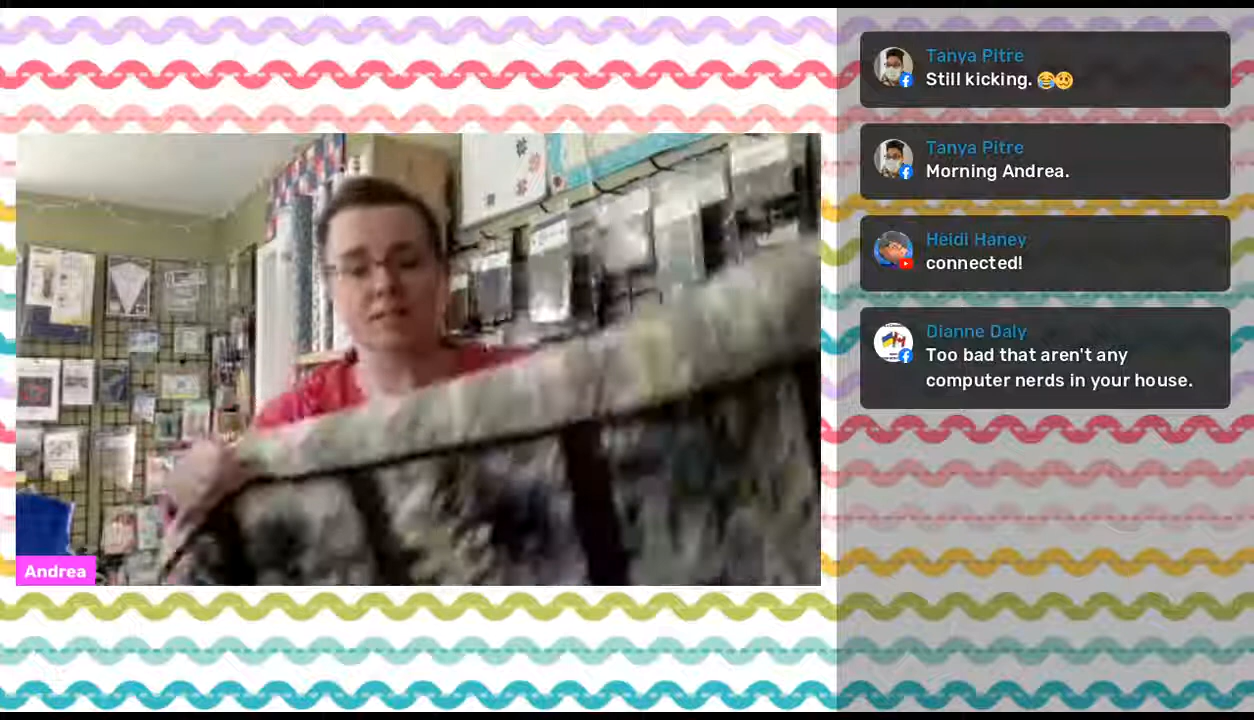 Tanya Pitre
Still kicking. 😂🥴
Tanya Pitre
Morning Andrea.
Heidi Haney
connected!
Dianne Daly
Too bad that aren't any
computer nerds in your house.
Andrea